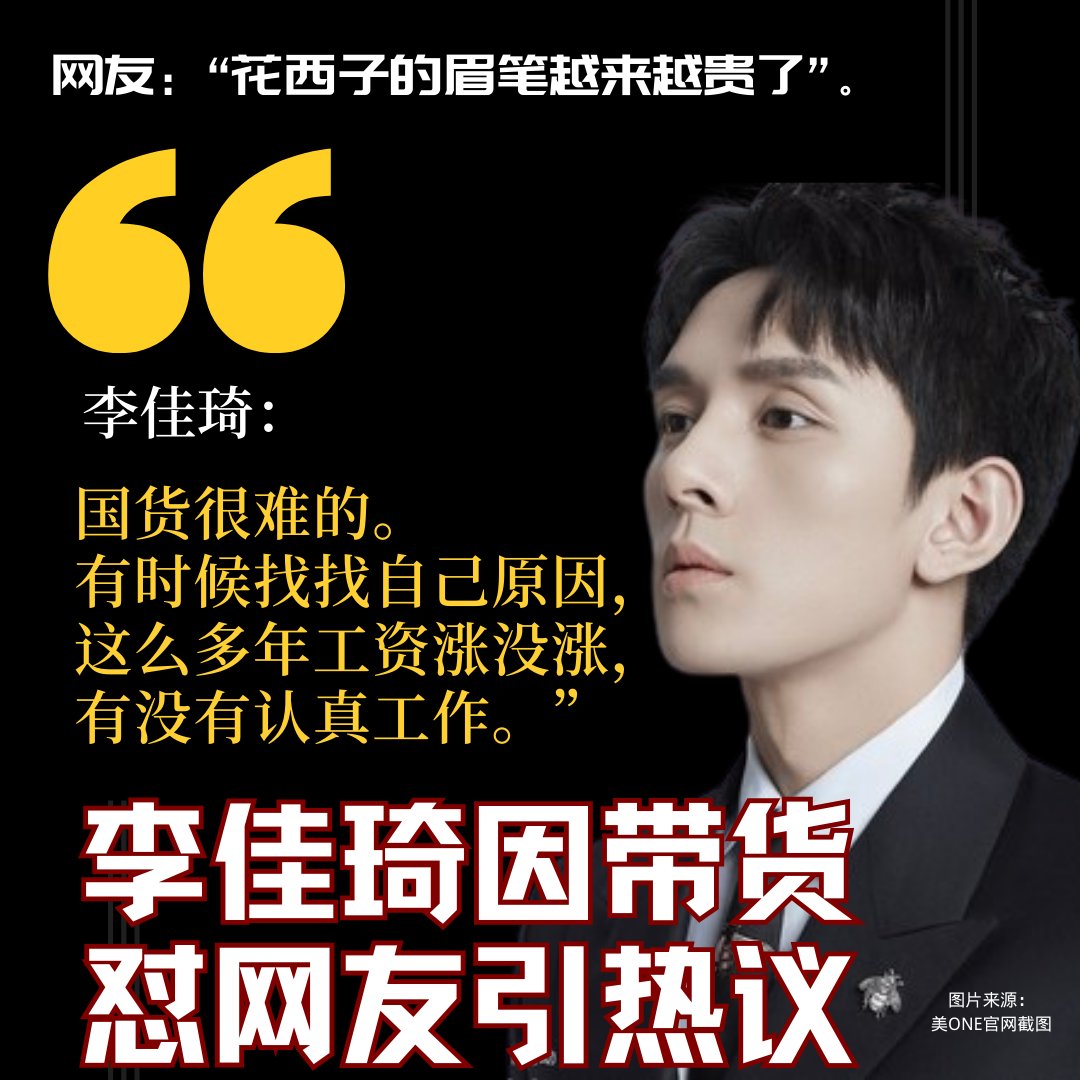 网友：“花西子的眉笔越来越贵了”。
李佳琦：
国货很难的。
有时候找找自己原因，
这么多年工资涨没涨，
有没有认真工作。”
李佳琦因带货
怼网友引热议
图片来源：
美ONE官网截图